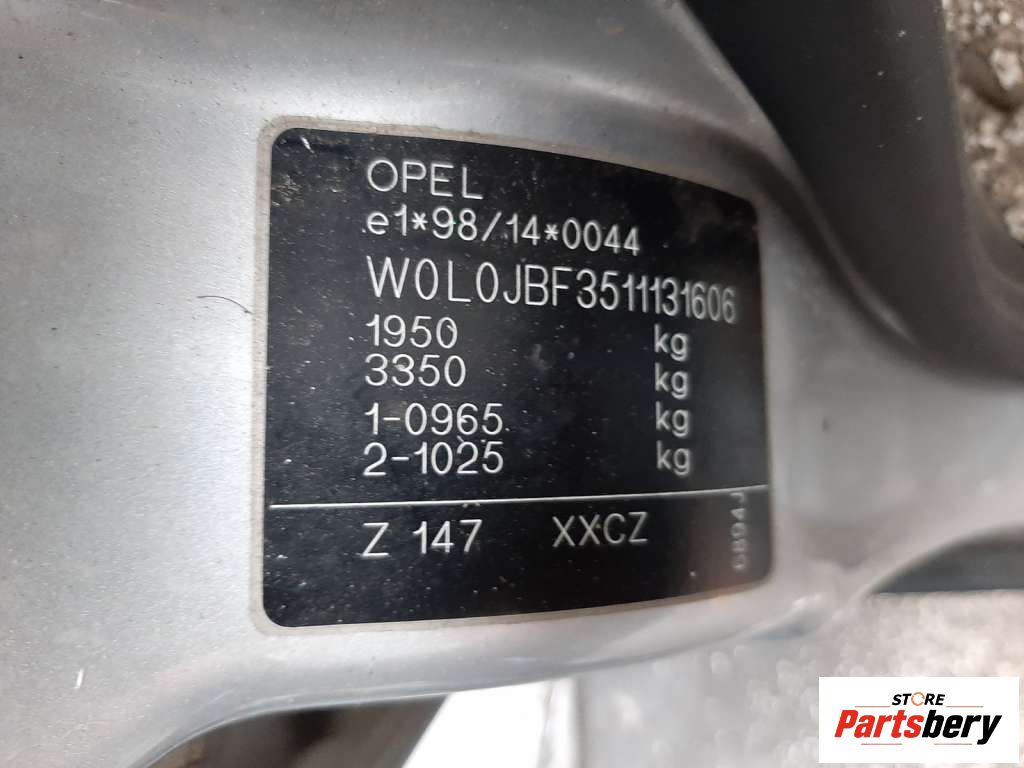 OPEL
e1*98/14*0044
W0L0JBF3511131606
1950 kg
3350 kg
1-0965 kg
2-1025 kg
Z 147 XXCZ
STORE
Partsbery